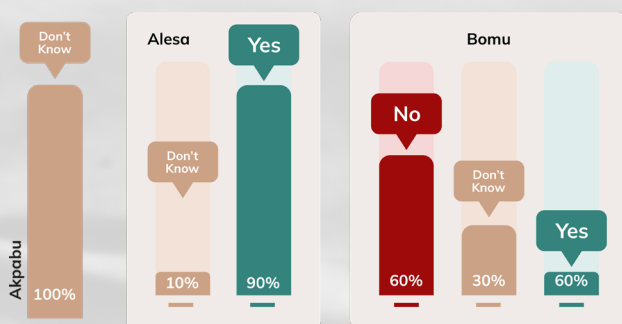 Don't
Know
100%
Akpabu
Alesa
Don't
Know
10%
Yes
90%
Bomu
No
60%
Don't
Know
30%
Yes
60%